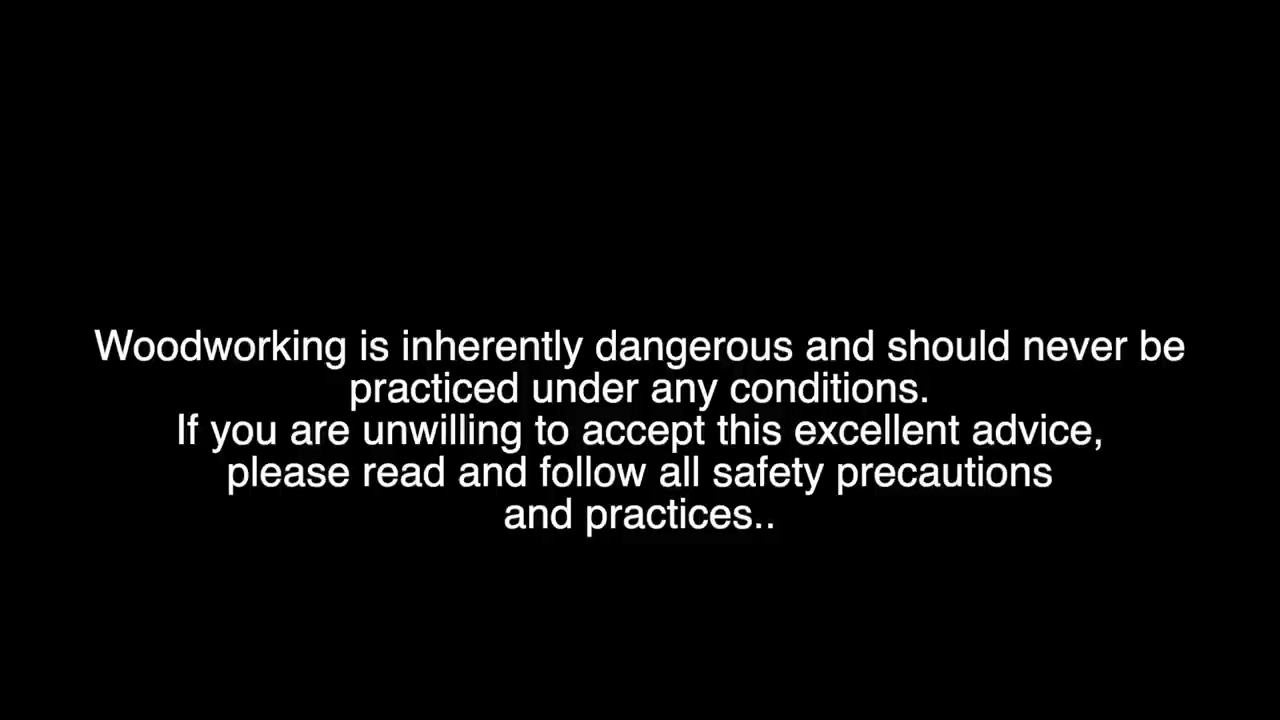 Woodworking is inherently dangerous and should never be
practiced under any conditions.
If you are unwilling to accept this excellent advice,
please read and follow all safety precautions
and practices..